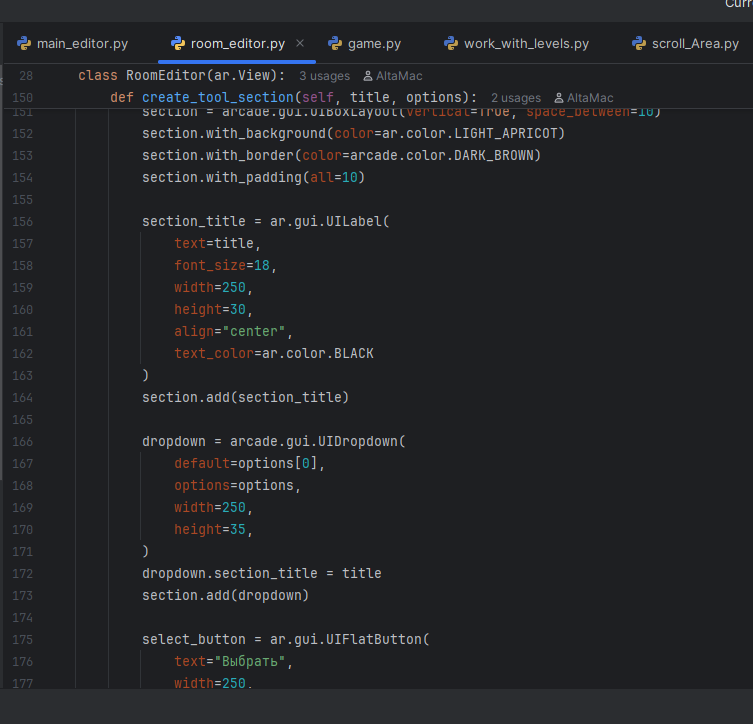 Curr
main_editor.py room_editor.py × game.py work_with_levels.py scroll_Area.py
28 class RoomEditor(ar.View): 3 usages AltaMac
150 def create_tool_section(self, title, options): 2 usages AltaMac
151 section = arcade.gui.UIBoxLayout(vertical=True, space_between=10)
152 section.with_background(color=ar.color.LIGHT_APRICOT)
153 section.with_border(color=arcade.color.DARK_BROWN)
154 section.with_padding(all=10)
155
156 section_title = ar.gui.UILabel(
157 text=title,
158 font_size=18,
159 width=250,
160 height=30,
161 align="center",
162 text_color=ar.color.BLACK
163 )
164 section.add(section_title)
165
166 dropdown = arcade.gui.UIDropdown(
167 default=options[0],
168 options=options,
169 width=250,
170 height=35,
171 )
172 dropdown.section_title = title
173 section.add(dropdown)
174
175 select_button = ar.gui.UIFlatButton(
176 text="Выбрать",
177 width=250,